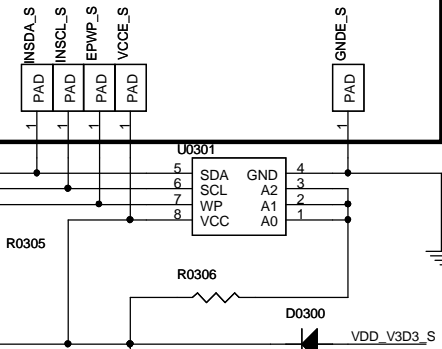 INSDA_S
INSCL_S
EPWP_S
VCCE_S
GNDE_S
PAD
PAD
PAD
PAD
PAD
1
1
1
1
1
U0301
5 SDA GND 4
6 SCL A2 3
7 WP A1 2
8 VCC A0 1
R0305
R0306
D0300
VDD_V3D3_S